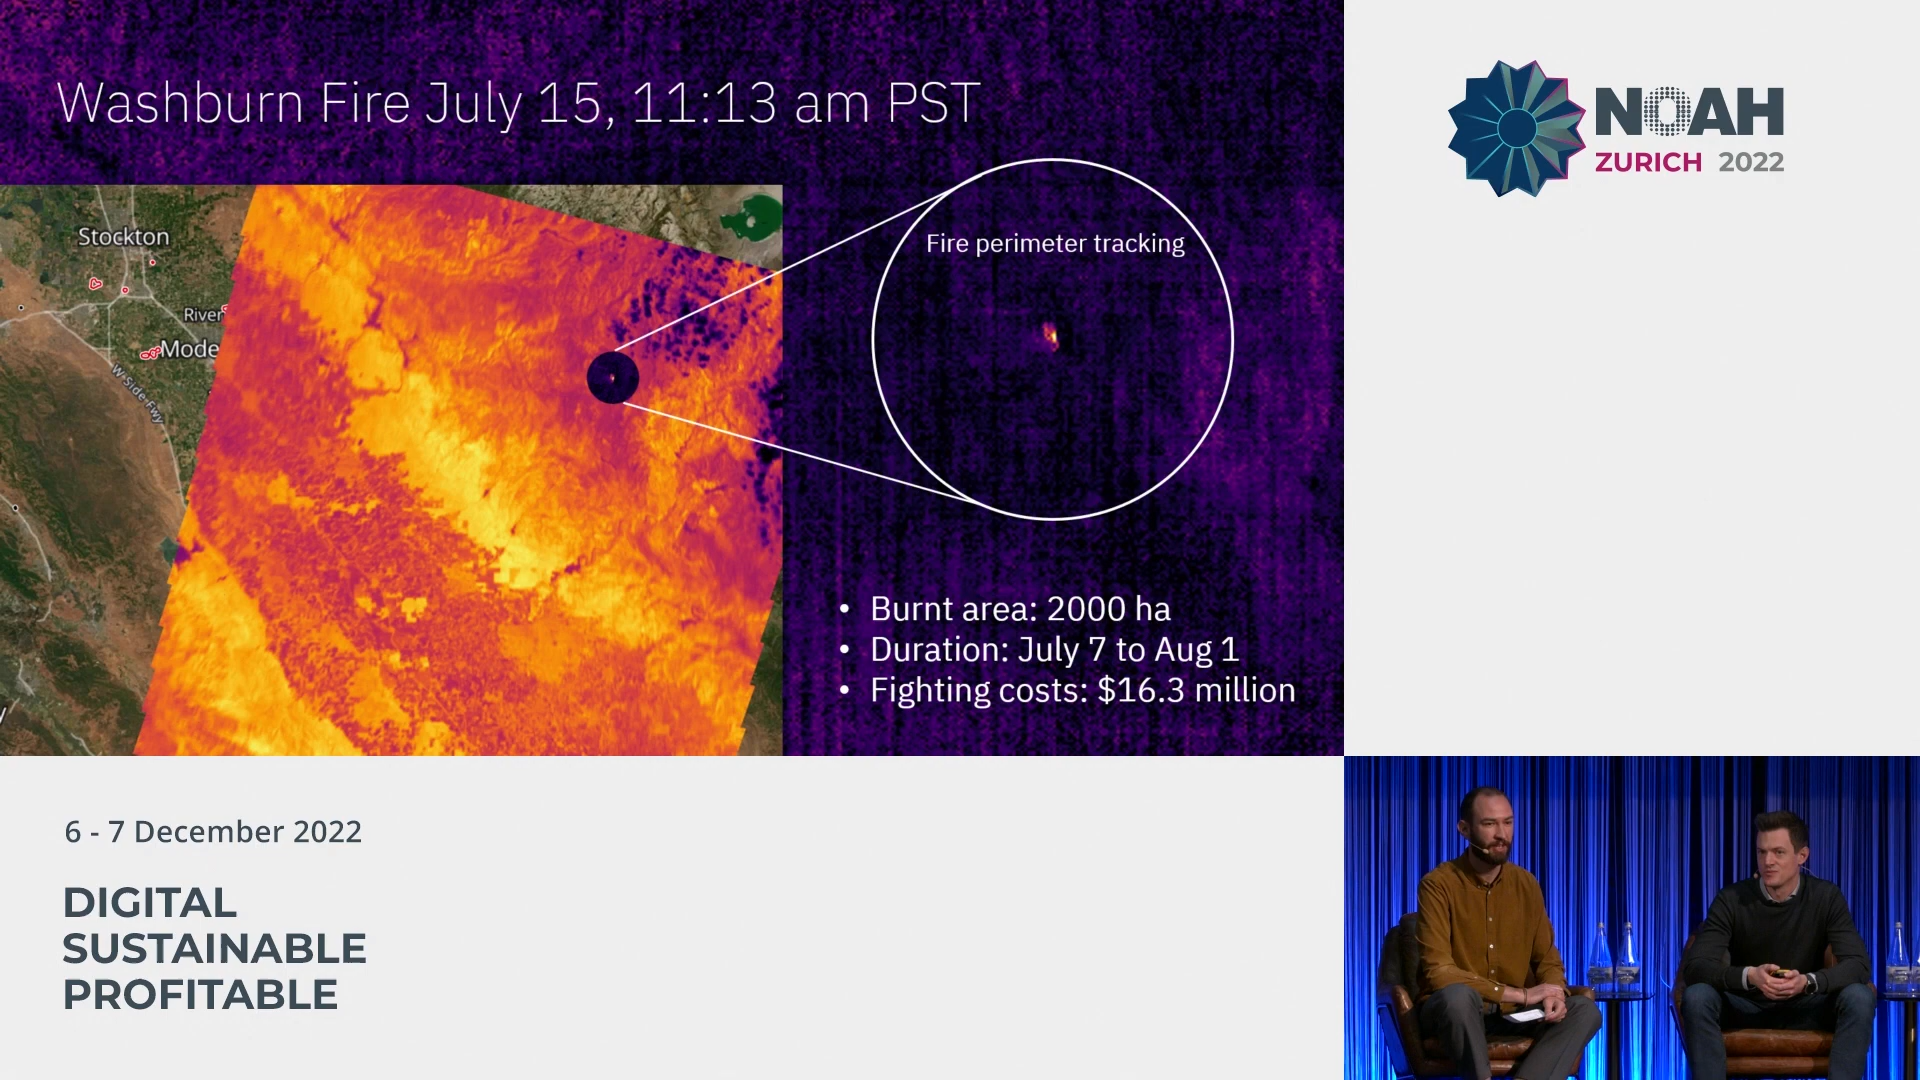 Washburn Fire July 15, 11:13 am PST
Stockton
River
Mode
W Side Fwy
Fire perimeter tracking
• Burnt area: 2000 ha
• Duration: July 7 to Aug 1
• Fighting costs: $16.3 million
NOAH
ZURICH 2022
6 - 7 December 2022
DIGITAL
SUSTAINABLE
PROFITABLE